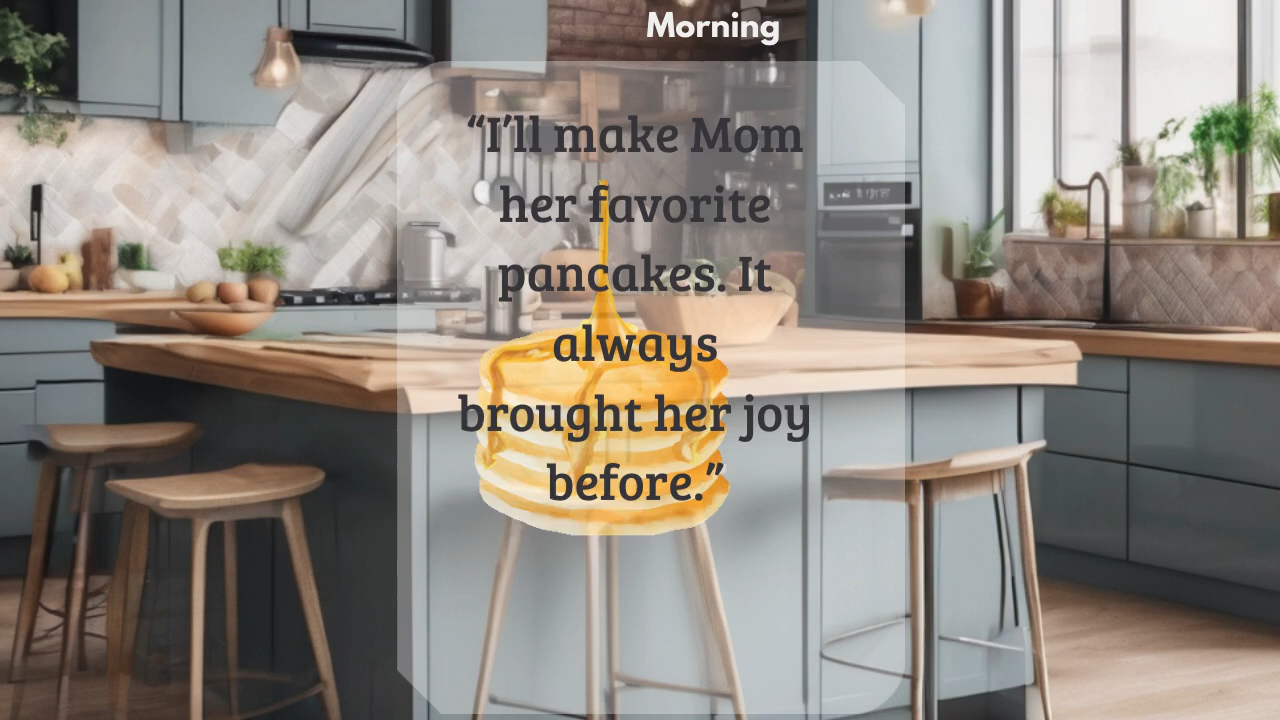 Morning
“I’ll make Mom
her favorite
pancakes. It
always
brought her joy
before.”